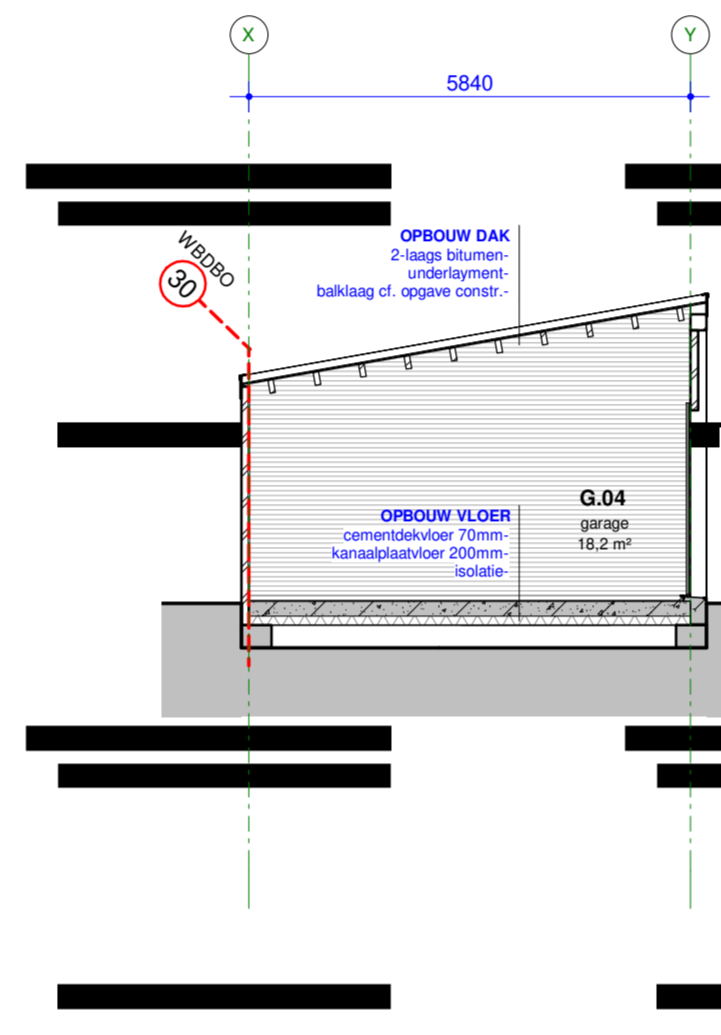 X
Y
5840
WBDBO
30
OPBOUW DAK
2-laags bitumen-
underlayment-
balklaag cf. opgave constr.-
G.04
garage
18,2 m²
OPBOUW VLOER
cementdekvloer 70mm-
kanaalplaatvloer 200mm-
isolatie-